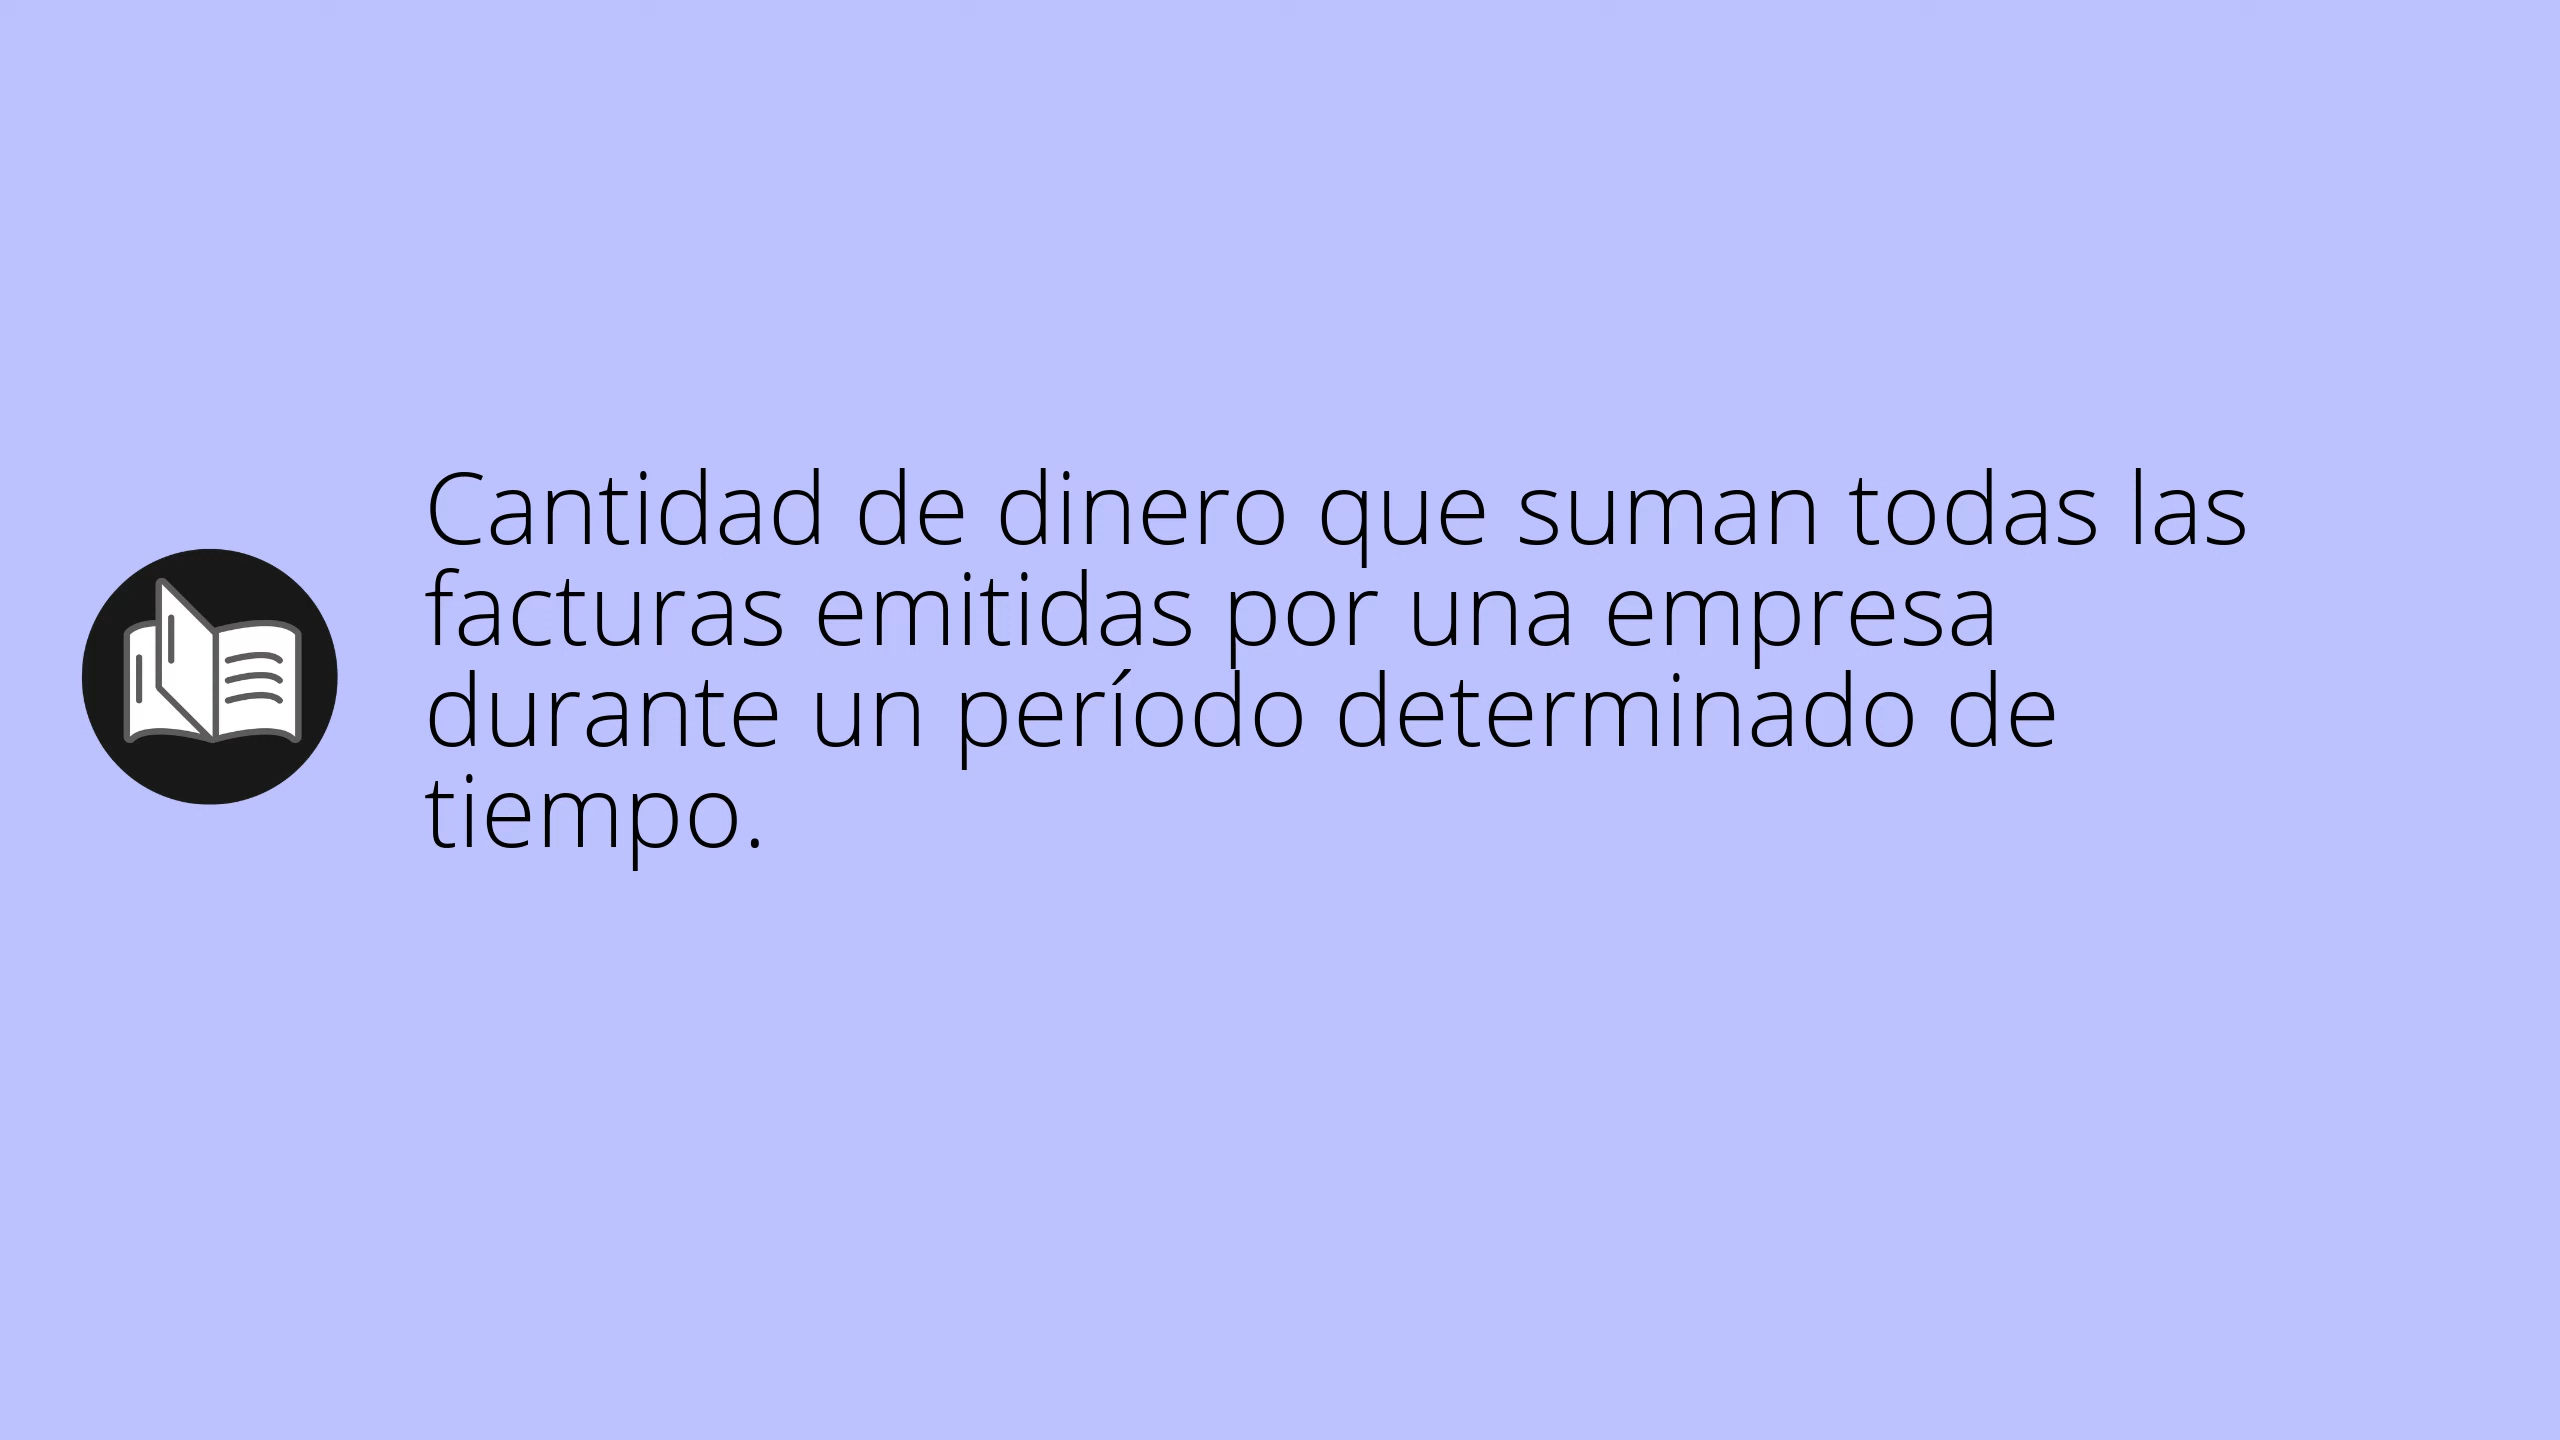 Cantidad de dinero que suman todas las
facturas emitidas por una empresa
durante un período determinado de
tiempo.